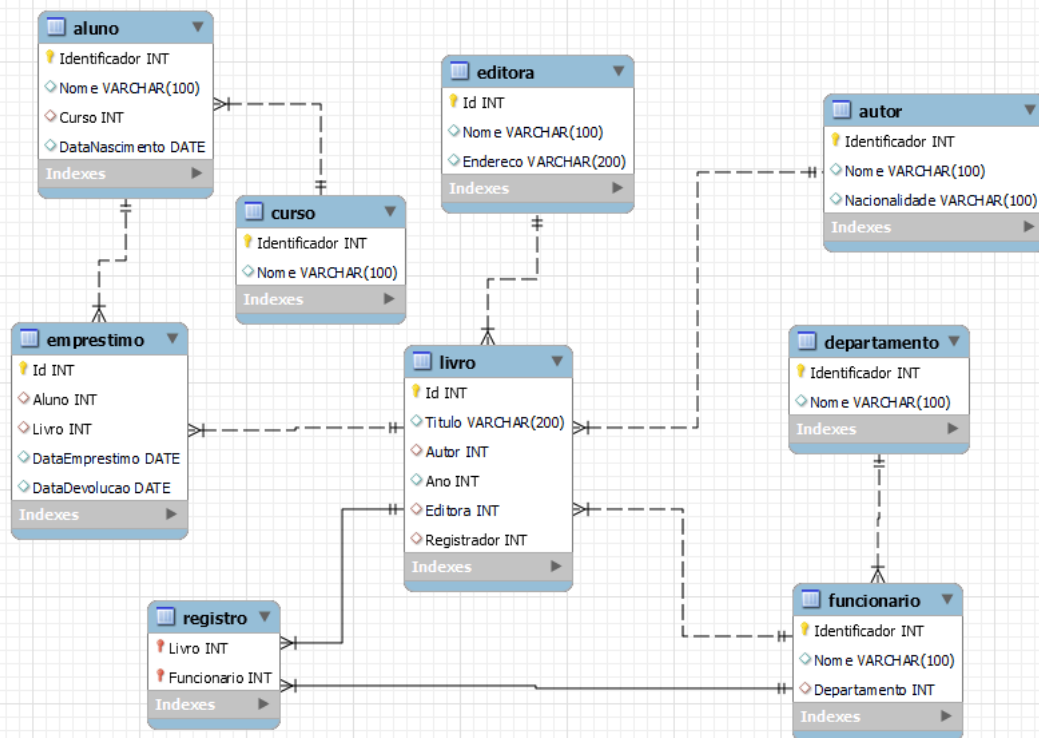 aluno
Identificador INT
Nome VARCHAR(100)
Curso INT
DataNascimento DATE
Indexes
editora
Id INT
Nome VARCHAR(100)
Endereco VARCHAR(200)
Indexes
autor
Identificador INT
Nome VARCHAR(100)
Nacionalidade VARCHAR(100)
Indexes
curso
Identificador INT
Nome VARCHAR(100)
Indexes
emprestimo
Id INT
Aluno INT
Livro INT
DataEmprestimo DATE
DataDevolucao DATE
Indexes
livro
Id INT
Titulo VARCHAR(200)
Autor INT
Ano INT
Editora INT
Registrador INT
Indexes
departamento
Identificador INT
Nome VARCHAR(100)
Indexes
registro
Livro INT
Funcionario INT
Indexes
funcionario
Identificador INT
Nome VARCHAR(100)
Departamento INT
Indexes